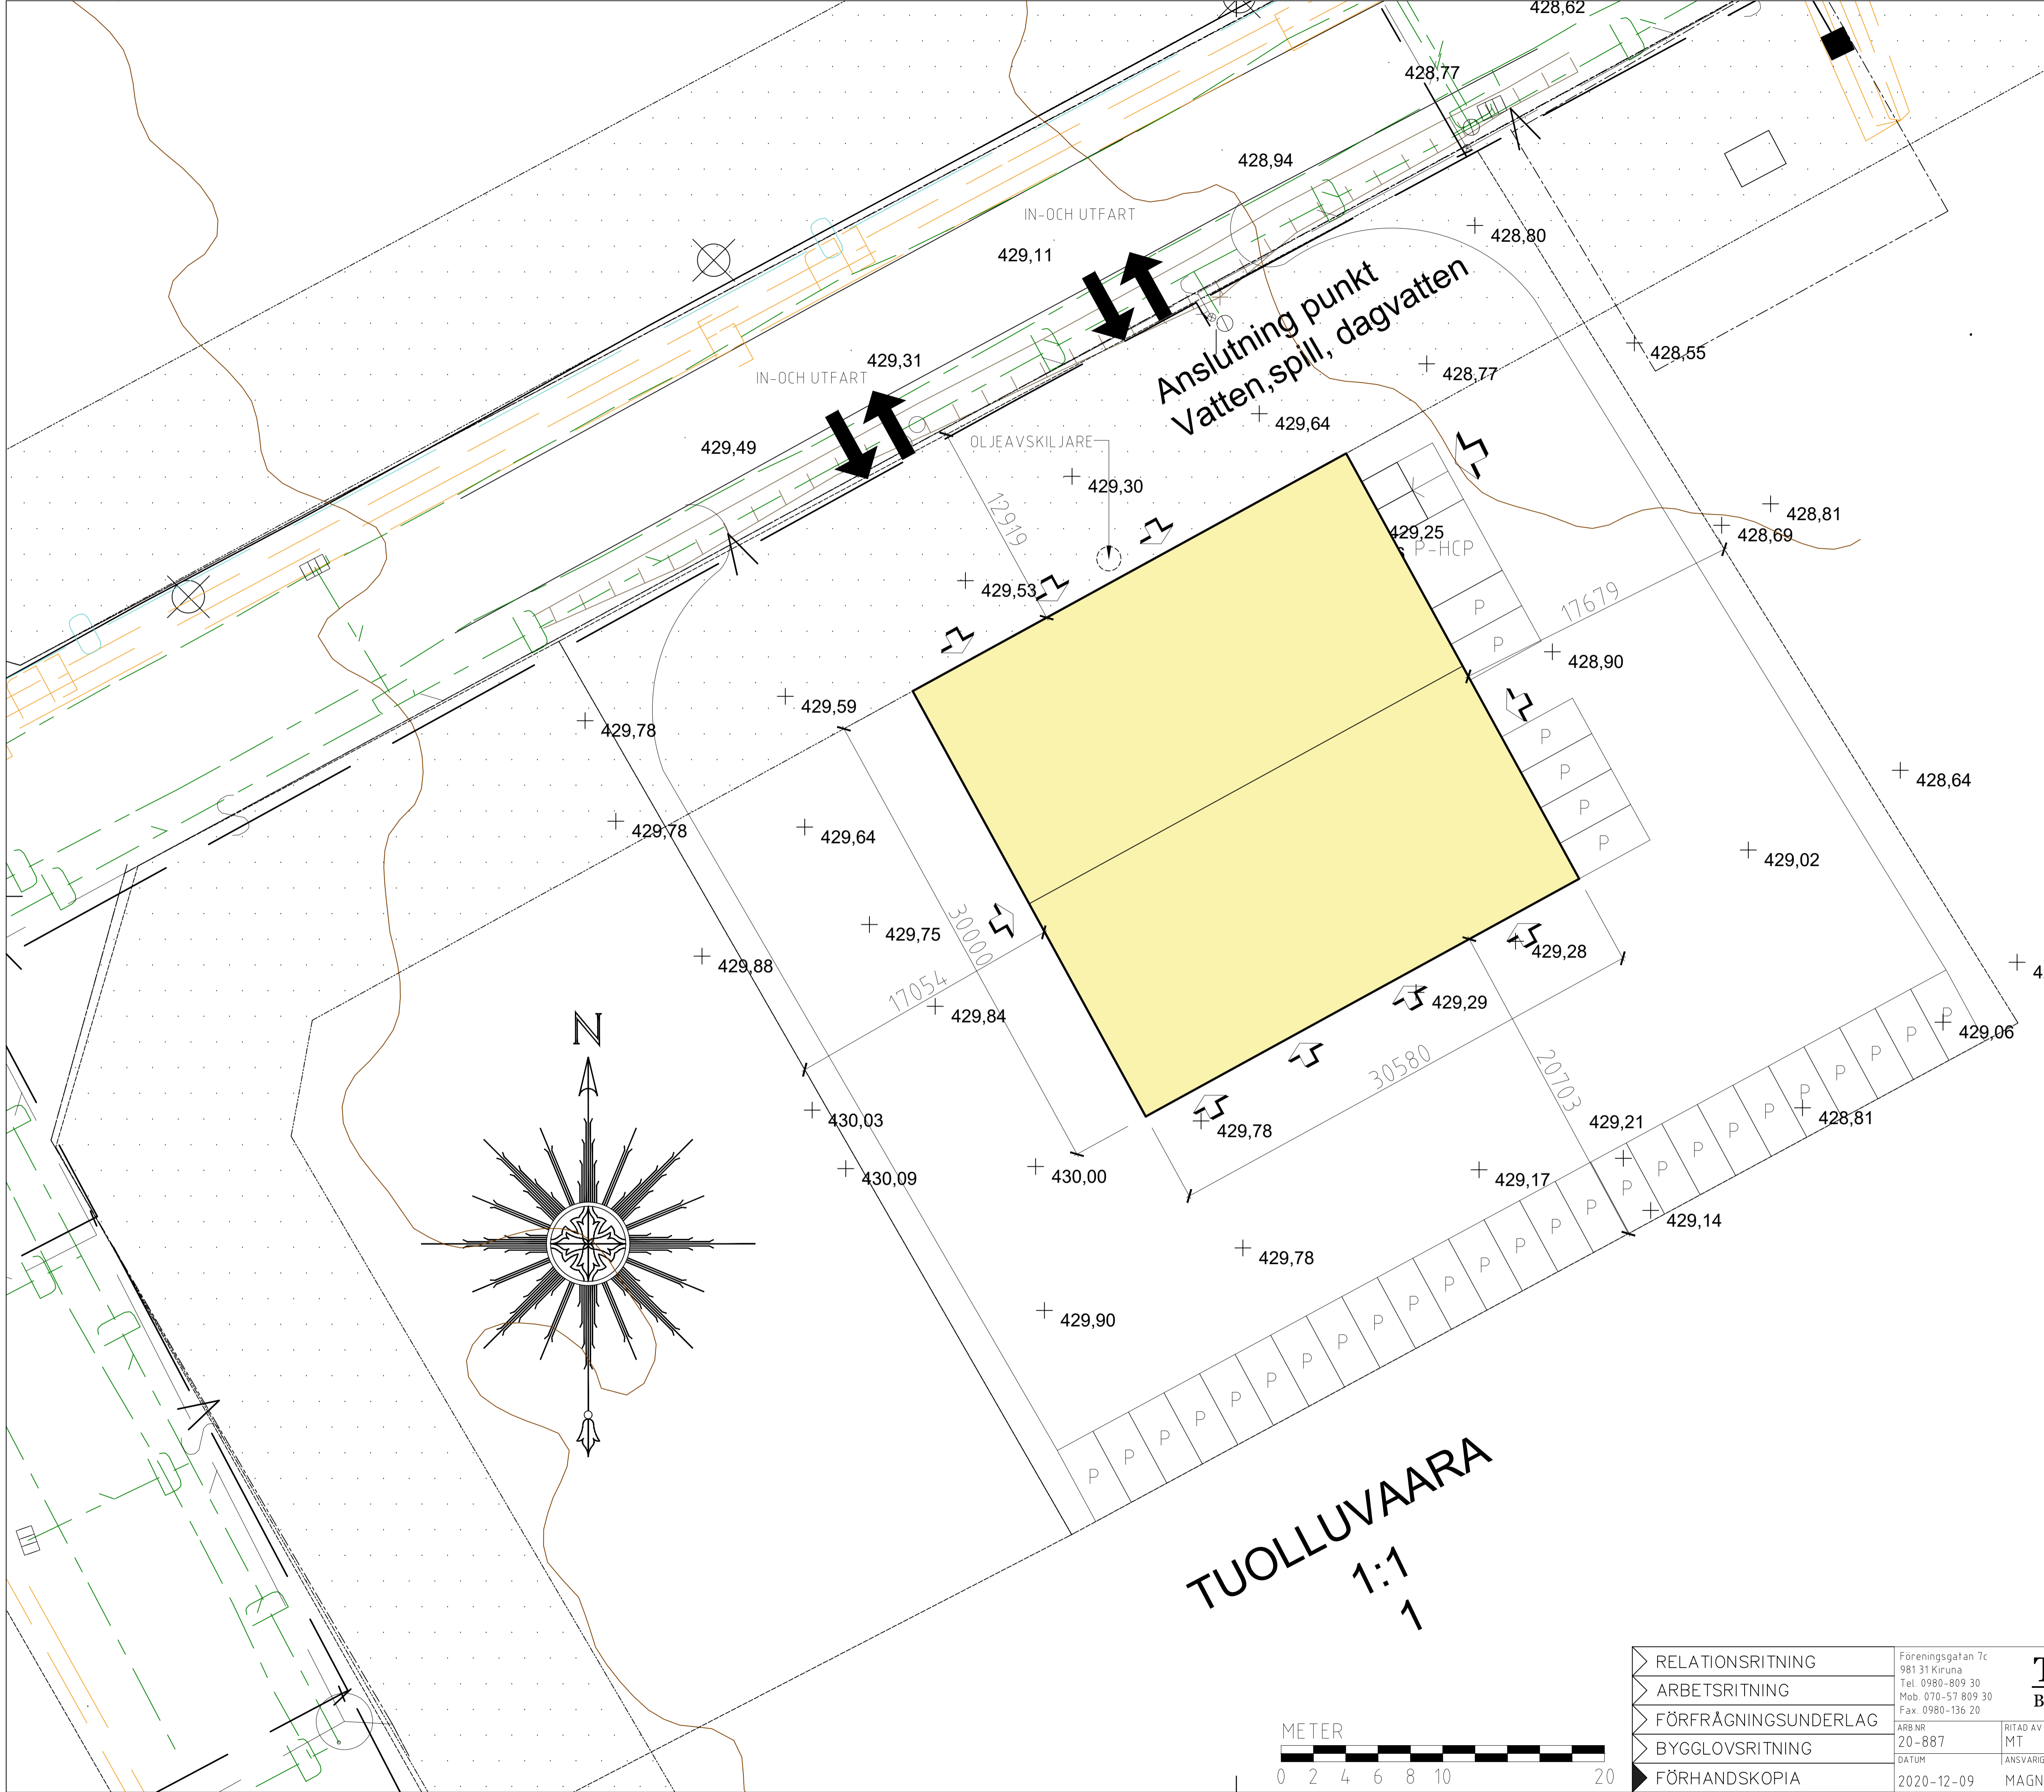 428,62
428,77
428,94
IN-OCH UTFART
428,80
429,11
Anslutning punkt
Vatten,spill, dagvatten
428,55
429,31
IN-OCH UTFART
428,77
429,64
429,49
OLJEAVSKILJARE
429,30
12919
428,81
429,25
P-HCP
428,69
429,53
17679
P
P
428,90
429,59
429,78
P
P
P
P
428,64
429,78
429,64
429,02
429,75
30000
429,88
429,28
17054
429,84
429,29
N
429,06
30580
20703
430,03
429,78
429,21
428,81
430,09
430,00
429,17
429,14
429,78
429,90
P P P P P P P P P P P P P P P P P P P P P P P P P
TUOLLUVAARA
1:1
1
METER
0 2 4 6 8 10 20
RELATIONSRITNING
ARBETSRITNING
FÖRFRÅGNINGSUNDERLAG
BYGGLOVSRITNING
FÖRHANDSKOPIA
Föreningsgatan 7c
981 31 Kiruna
Tel. 0980-809 30
Mob. 070-57 809 30
Fax. 0980-136 20
ARB NR
20-887
RITAD AV
MT
DATUM
2020-12-09